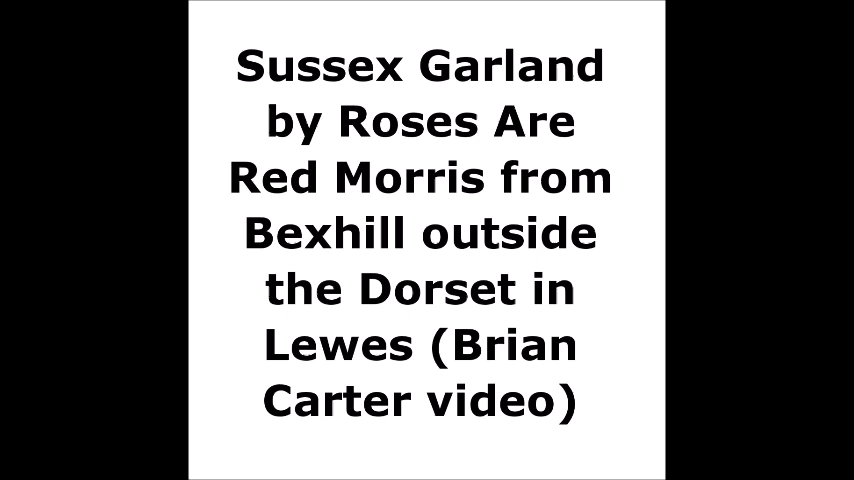 Sussex Garland
by Roses Are
Red Morris from
Bexhill outside
the Dorset in
Lewes (Brian
Carter video)